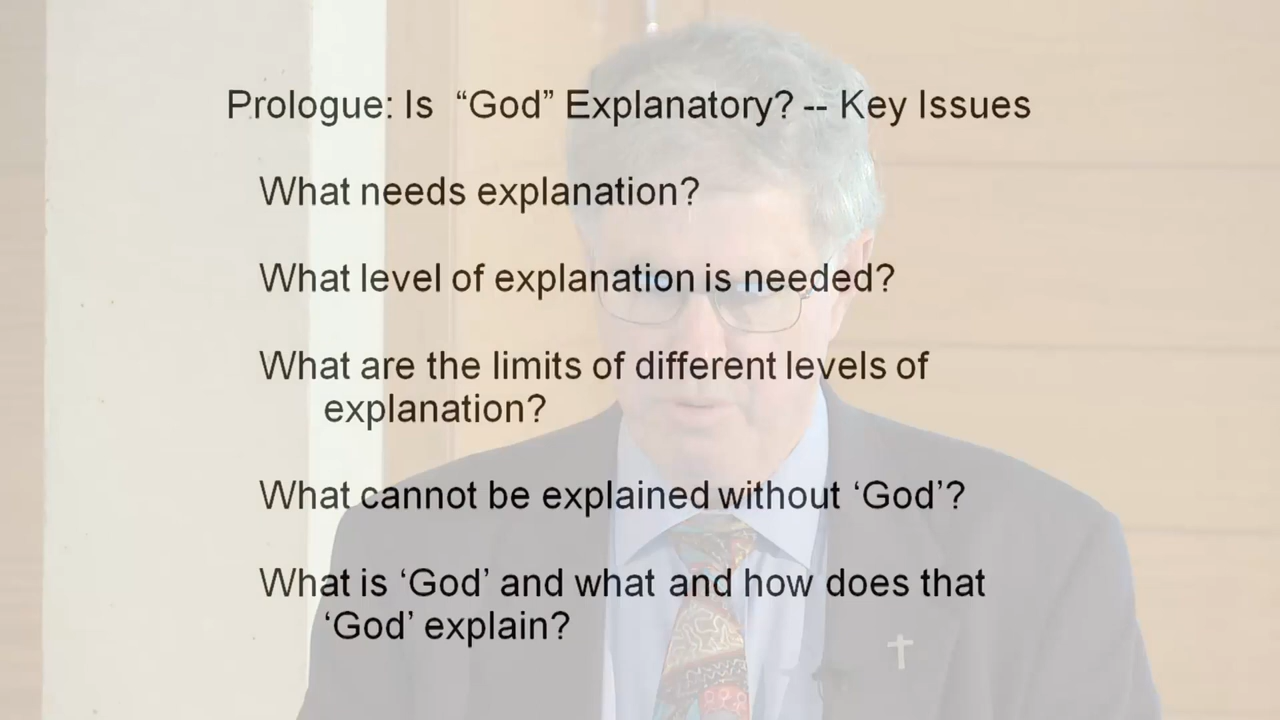 Prologue: Is “God” Explanatory? -- Key Issues
What needs explanation?
What level of explanation is needed?
What are the limits of different levels of
explanation?
What cannot be explained without ‘God’?
What is ‘God’ and what and how does that
‘God’ explain?